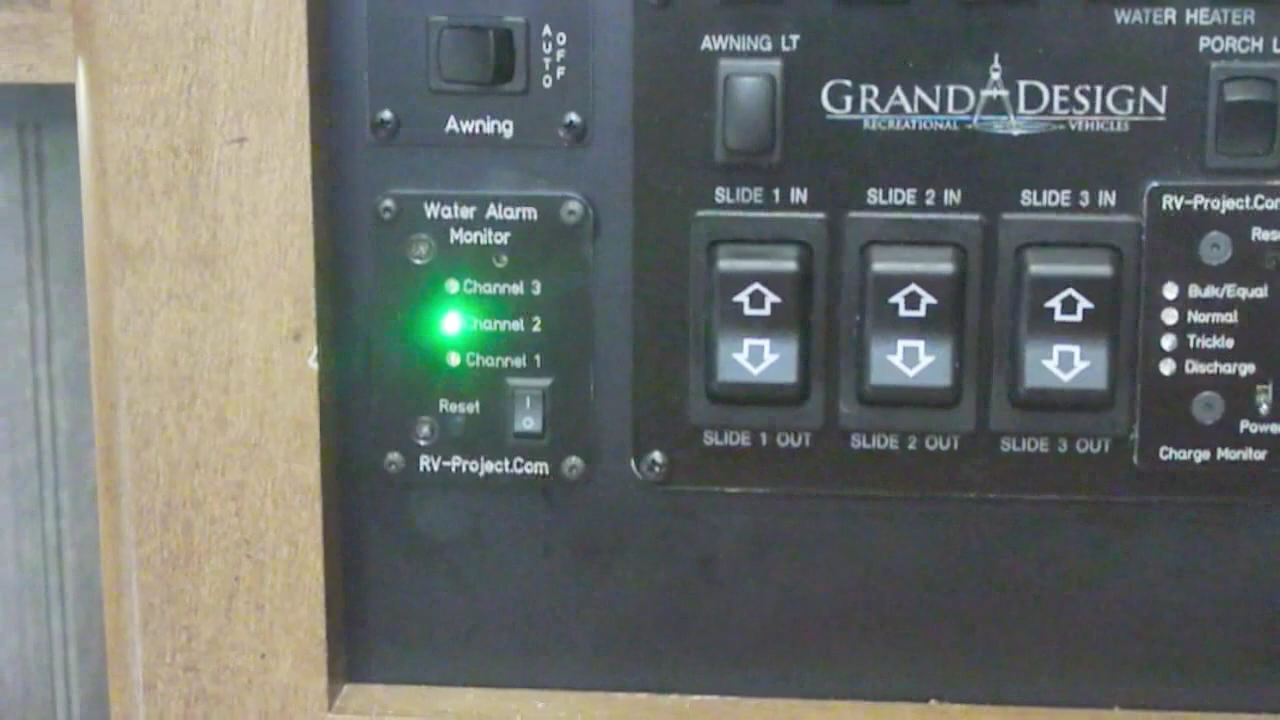 AUTO
OFF
Awning
Water Alarm
Monitor
Channel 3
hannel 2
Channel 1
Reset
I
O
RV-Project.Com
WATER HEATER
AWNING LT
PORCH L
GRAND DESIGN
RECREATIONAL VEHICLES
SLIDE 1 IN
SLIDE 2 IN
SLIDE 3 IN
SLIDE 1 OUT
SLIDE 2 OUT
SLIDE 3 OUT
RV-Project.Com
Rese
Bulk/Equal
Normal
Trickle
Discharge
Power
Charge Monitor